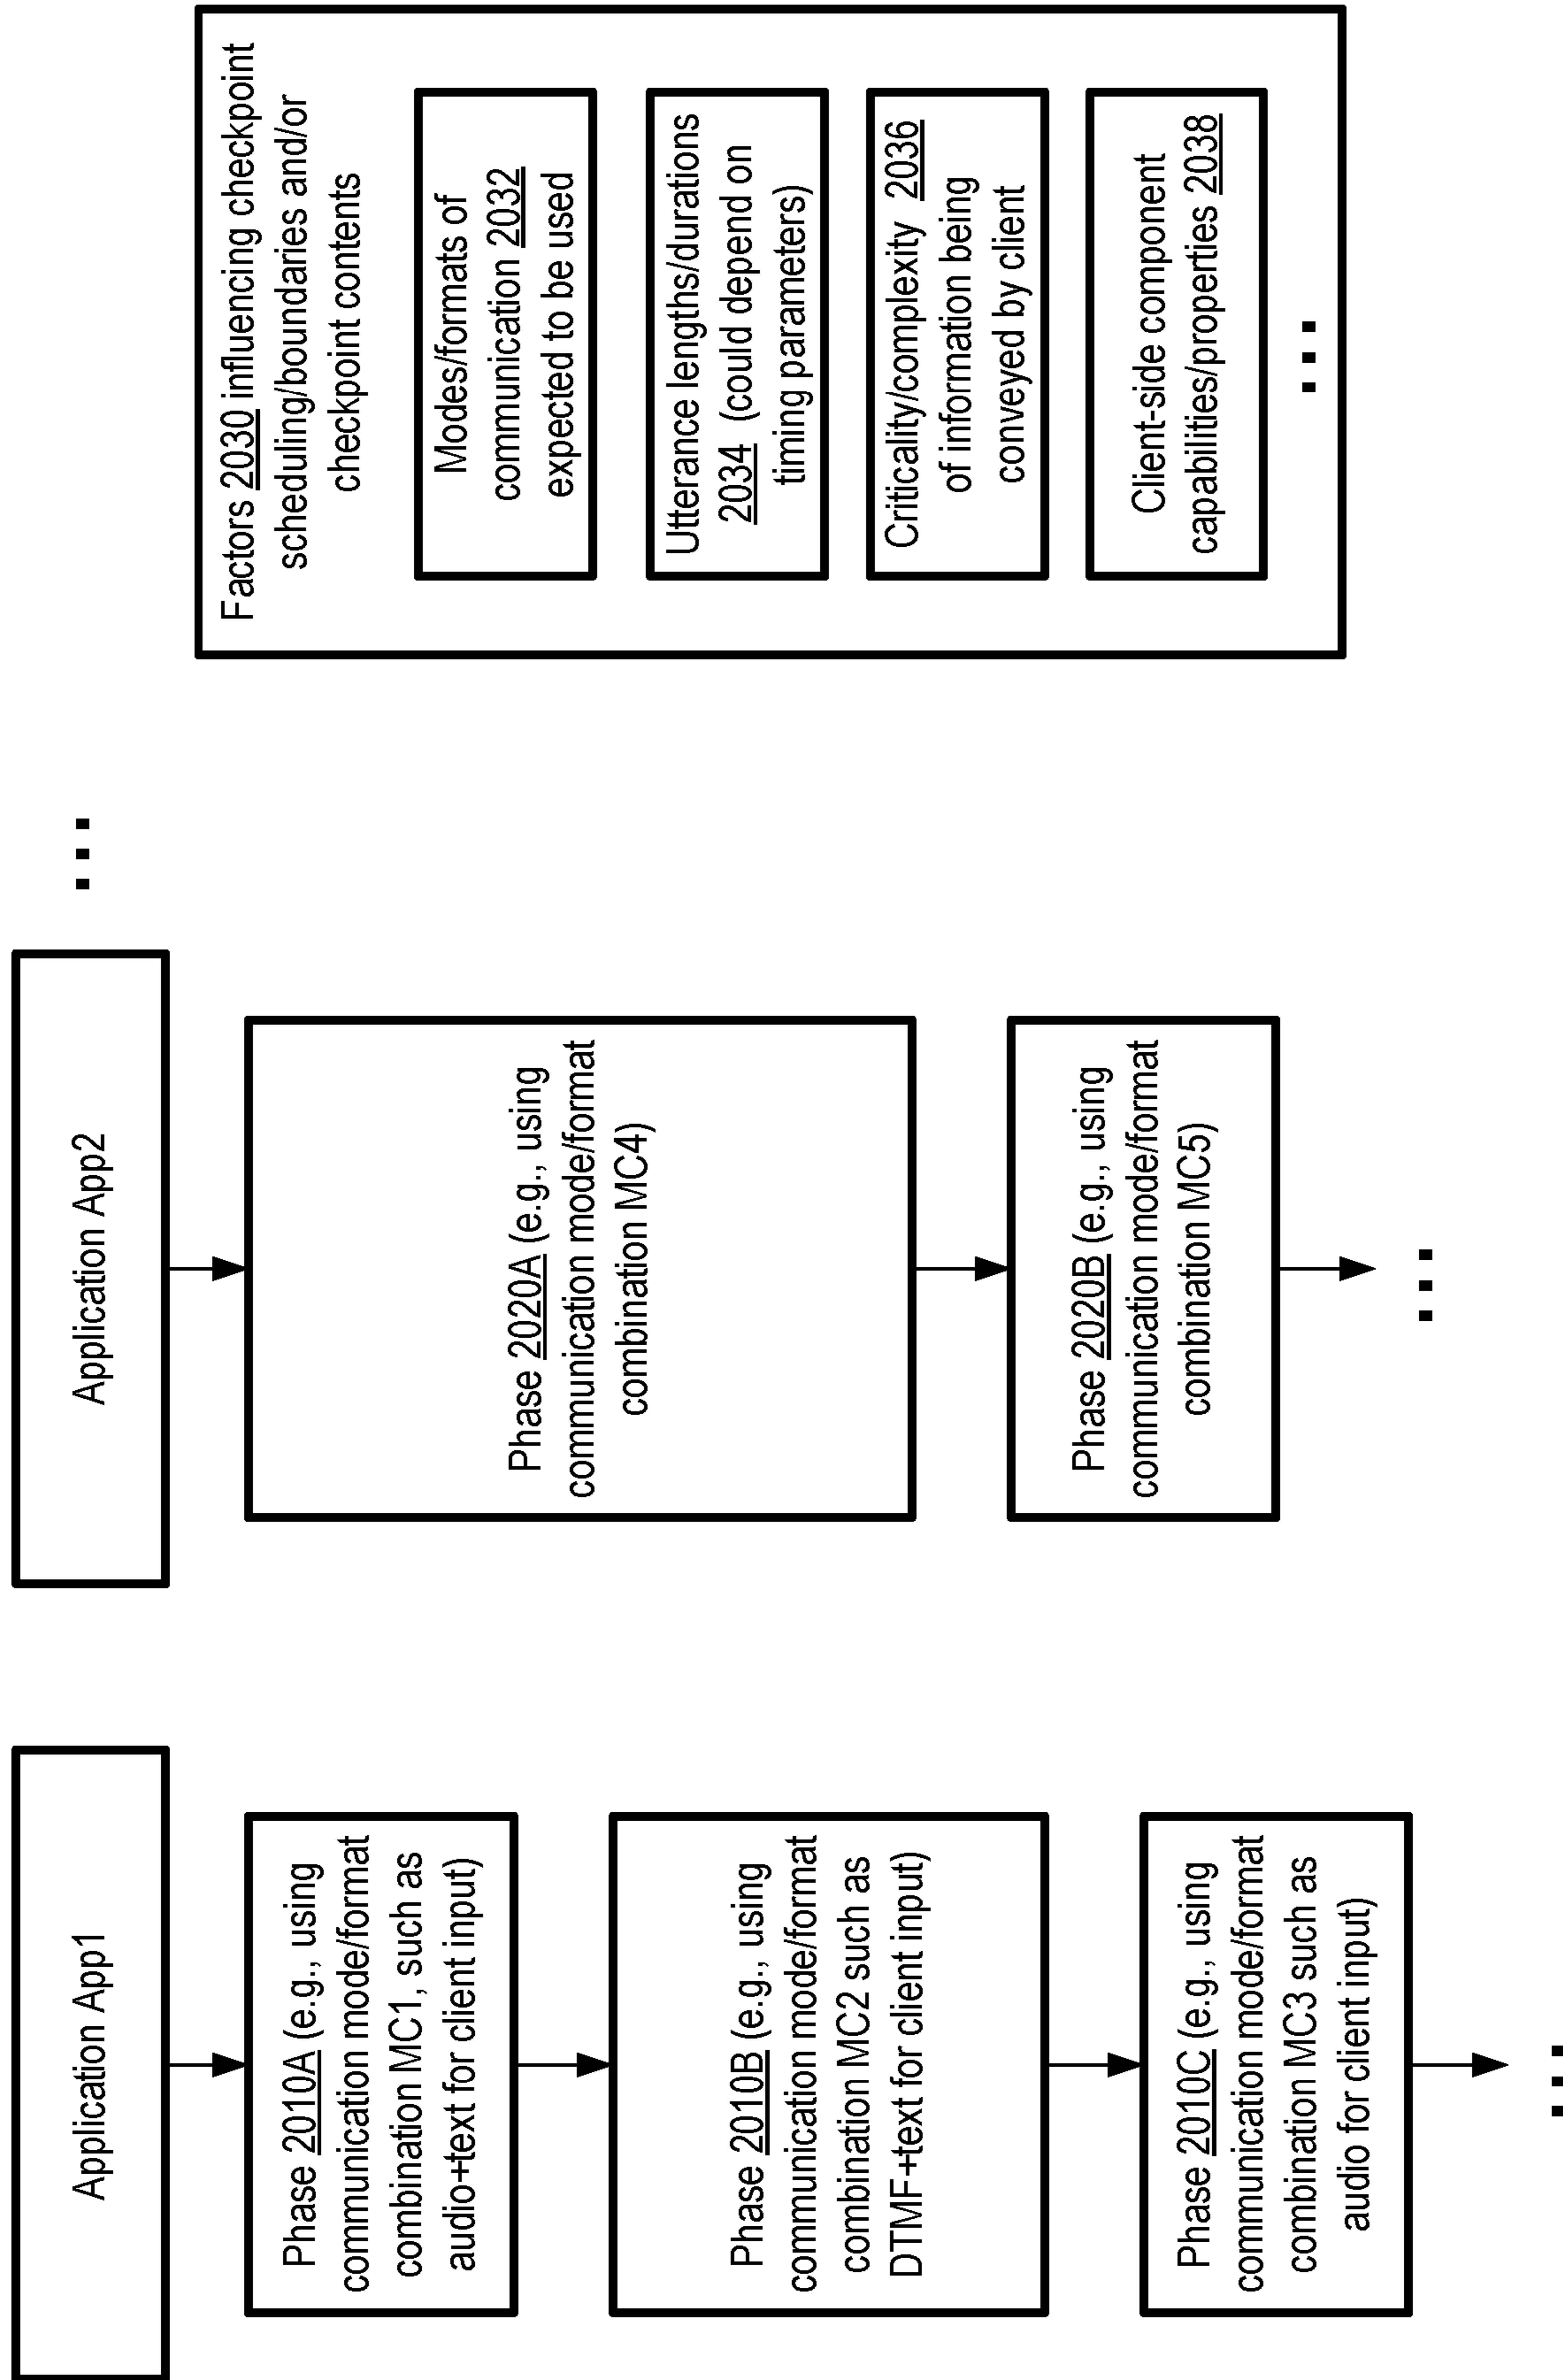 Application App1
Phase 2010A (e.g., using
communication mode/format
combination MC1, such as
audio+text for client input)
Phase 2010B (e.g., using
communication mode/format
combination MC2 such as
DTMF+text for client input)
Phase 2010C (e.g., using
communication mode/format
combination MC3 such as
audio for client input)
Application App2
Phase 2020A (e.g., using
communication mode/format
combination MC4)
Phase 2020B (e.g., using
communication mode/format
combination MC5)
Factors 2030 influencing checkpoint
scheduling/boundaries and/or
checkpoint contents
Modes/formats of
communication 2032
expected to be used
Utterance lengths/durations
2034 (could depend on
timing parameters)
Criticality/complexity 2036
of information being
conveyed by client
Client-side component
capabilities/properties 2038